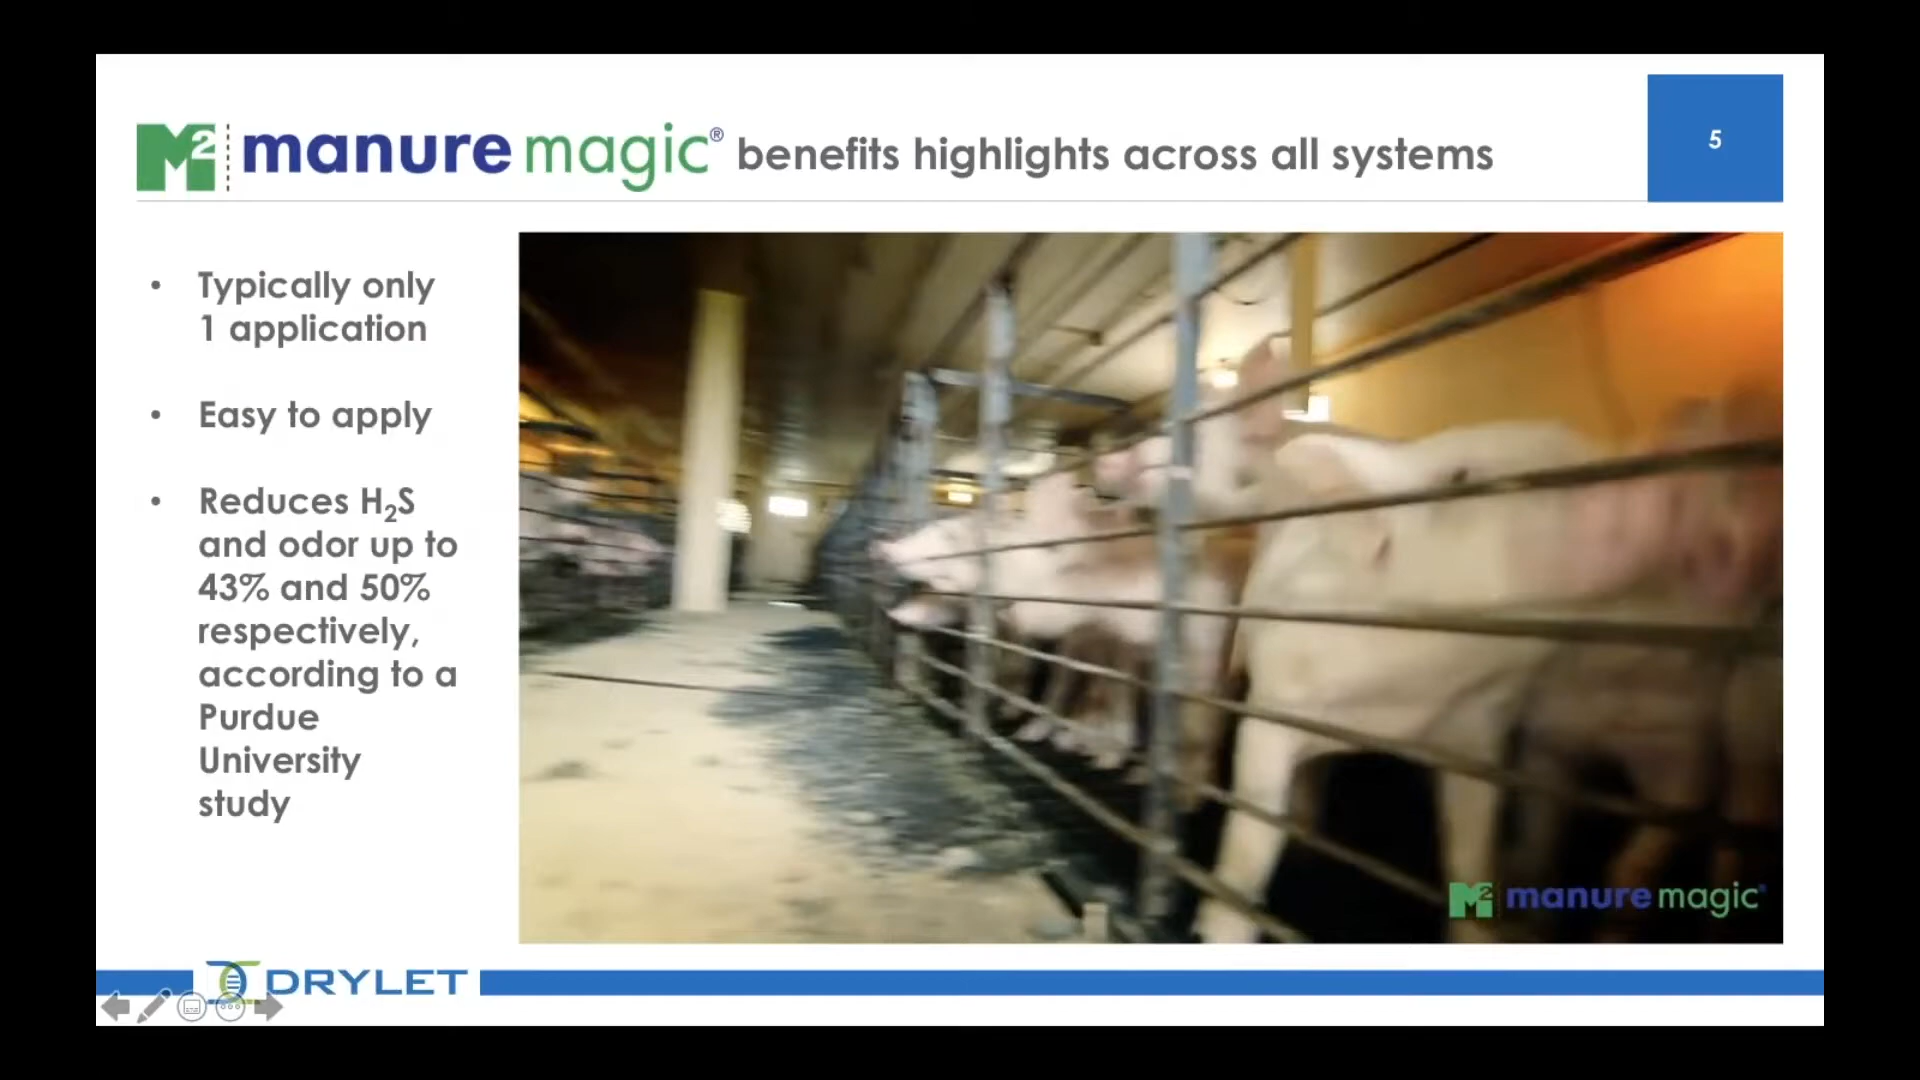 M2 manure magic® benefits highlights across all systems
5
• Typically only
1 application
• Easy to apply
• Reduces H₂S
and odor up to
43% and 50%
respectively,
according to a
Purdue
University
study
M2 manure magic
DRYLET